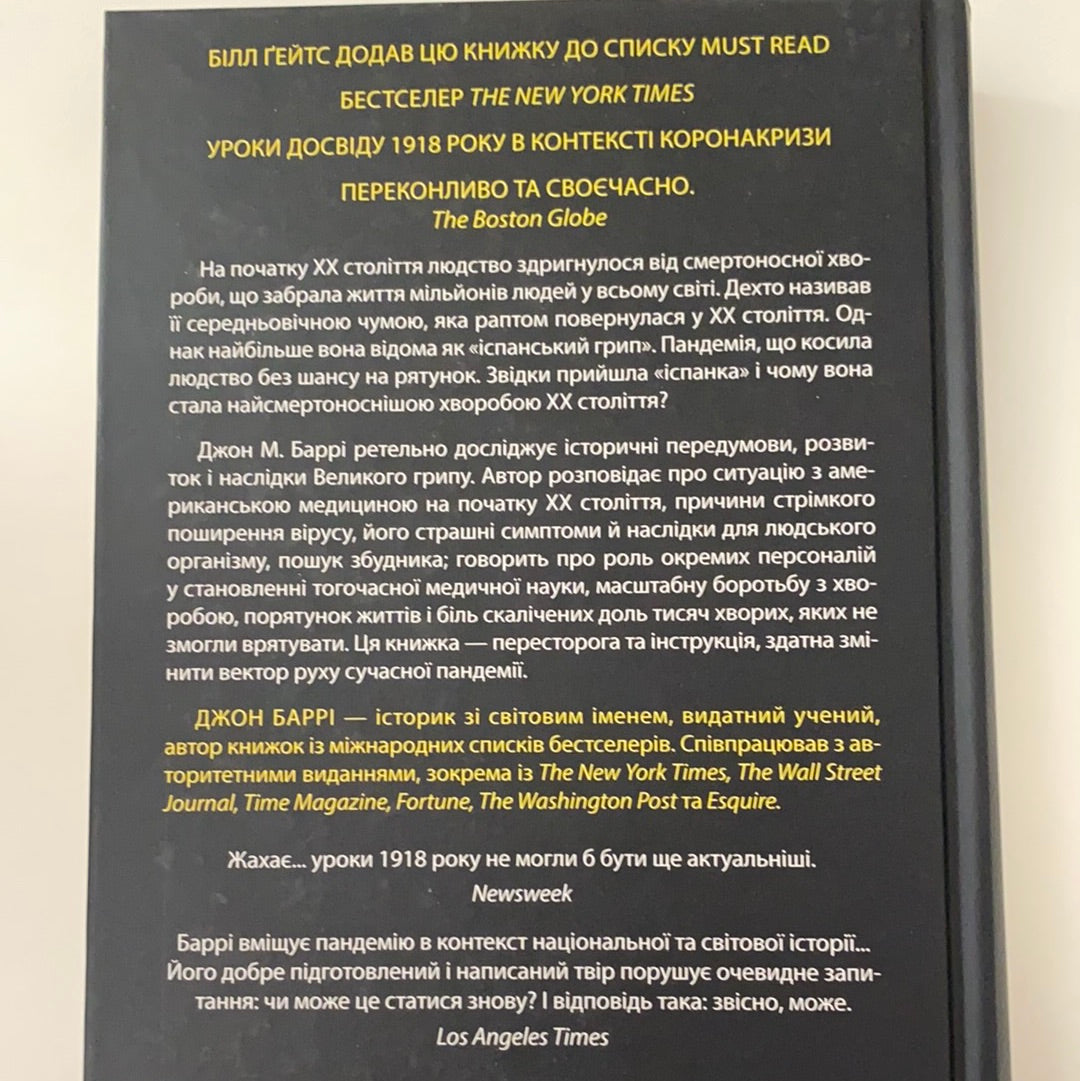 БІЛЛ ҐЕЙТС ДОДАВ ЦЮ КНИЖКУ ДО СПИСКУ MUST READ
БЕСТСЕЛЕР THE NEW YORK TIMES
УРОКИ ДОСВІДУ 1918 РОКУ В КОНТЕКСТІ КОРОНАКРИЗИ
ПЕРЕКОНЛИВО ТА СВОЄЧАСНО.
The Boston Globe
На початку ХХ століття людство здригнулося від смертоносної хво-
роби, що забрала життя мільйонів людей у всьому світі. Дехто називав
її середньовічною чумою, яка раптом повернулася у ХХ століття. Од-
нак найбільше вона відома як «іспанський грип». Пандемія, що косила
людство без шансу на рятунок. Звідки прийшла «іспанка» і чому вона
стала найсмертоноснішою хворобою ХХ століття?
Джон М. Баррі ретельно досліджує історичні передумови, розви-
ток і наслідки Великого грипу. Автор розповідає про ситуацію з аме-
риканською медициною на початку ХХ століття, причини стрімкого
поширення вірусу, його страшні симптоми й наслідки для людського
організму, пошук збудника; говорить про роль окремих персоналій
у становленні тогочасної медичної науки, масштабну боротьбу з хво-
робою, порятунок життів і біль скалічених доль тисяч хворих, яких не
змогли врятувати. Ця книжка — пересторога та інструкція, здатна змі-
нити вектор руху сучасної пандемії.
ДЖОН БАРРІ — історик зі світовим іменем, видатний учений,
автор книжок із міжнародних списків бестселерів. Співпрацював з ав-
торитетними виданнями, зокрема із The New York Times, The Wall Street
Journal, Time Magazine, Fortune, The Washington Post та Esquire.
Жахає... уроки 1918 року не могли б бути ще актуальніші.
Newsweek
Баррі вміщує пандемію в контекст національної та світової історії...
Його добре підготовлений і написаний твір порушує очевидне запи-
тання: чи може це статися знову? І відповідь така: звісно, може.
Los Angeles Times